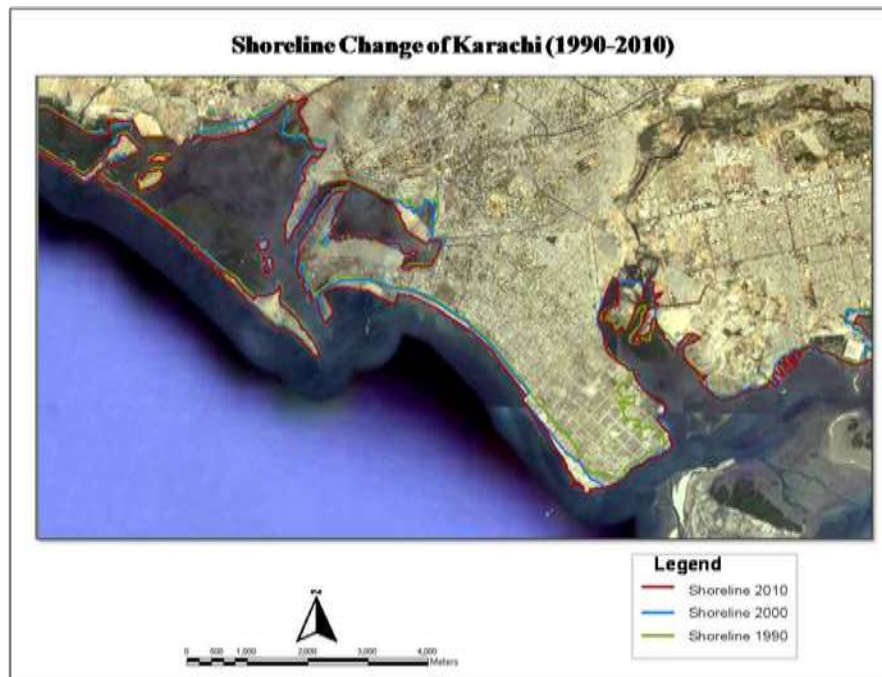 Shoreline Change of Karachi (1990-2010)
Legend
Shoreline 2010
Shoreline 2000
Shoreline 1990
0 500 1,000 2,000 3,000 4,000
Meters